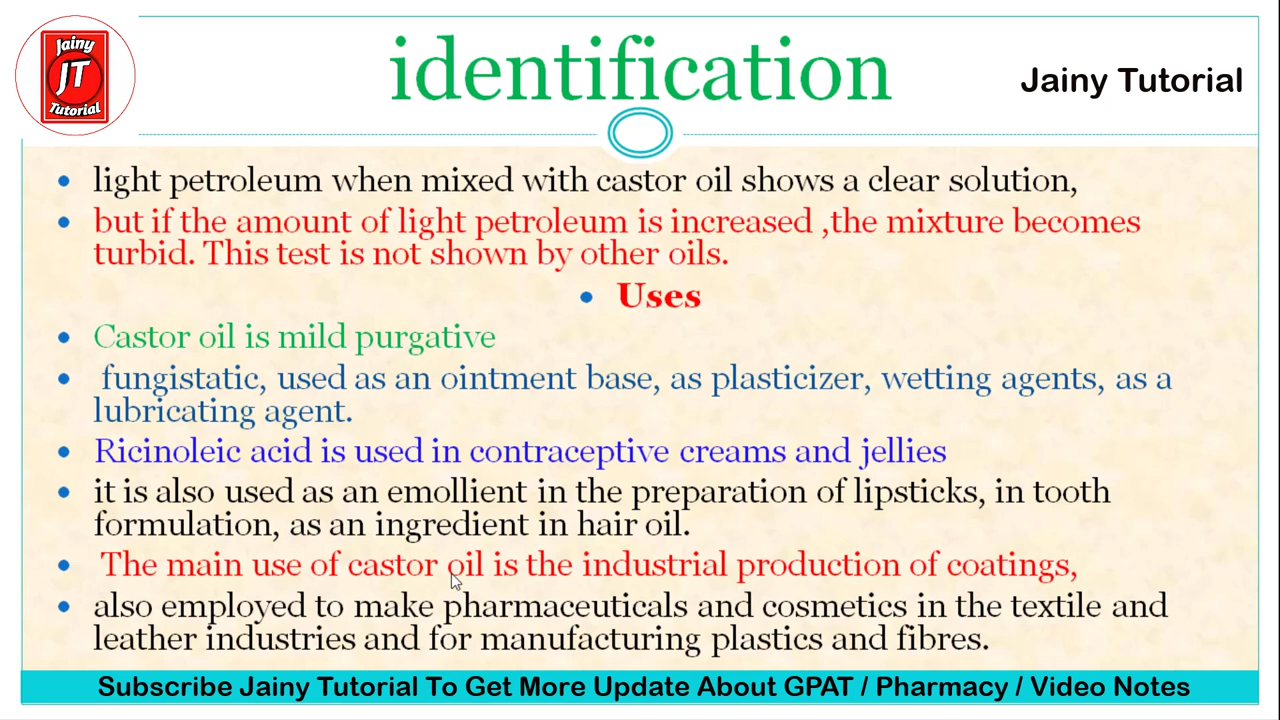 Jainy
JT
Tutorial
identification
Jainy Tutorial
• light petroleum when mixed with castor oil shows a clear solution,
• but if the amount of light petroleum is increased ,the mixture becomes
turbid. This test is not shown by other oils.
• Uses
• Castor oil is mild purgative
• fungistatic, used as an ointment base, as plasticizer, wetting agents, as a
lubricating agent.
• Ricinoleic acid is used in contraceptive creams and jellies
• it is also used as an emollient in the preparation of lipsticks, in tooth
formulation, as an ingredient in hair oil.
• The main use of castor oil is the industrial production of coatings,
• also employed to make pharmaceuticals and cosmetics in the textile and
leather industries and for manufacturing plastics and fibres.
Subscribe Jainy Tutorial To Get More Update About GPAT / Pharmacy / Video Notes